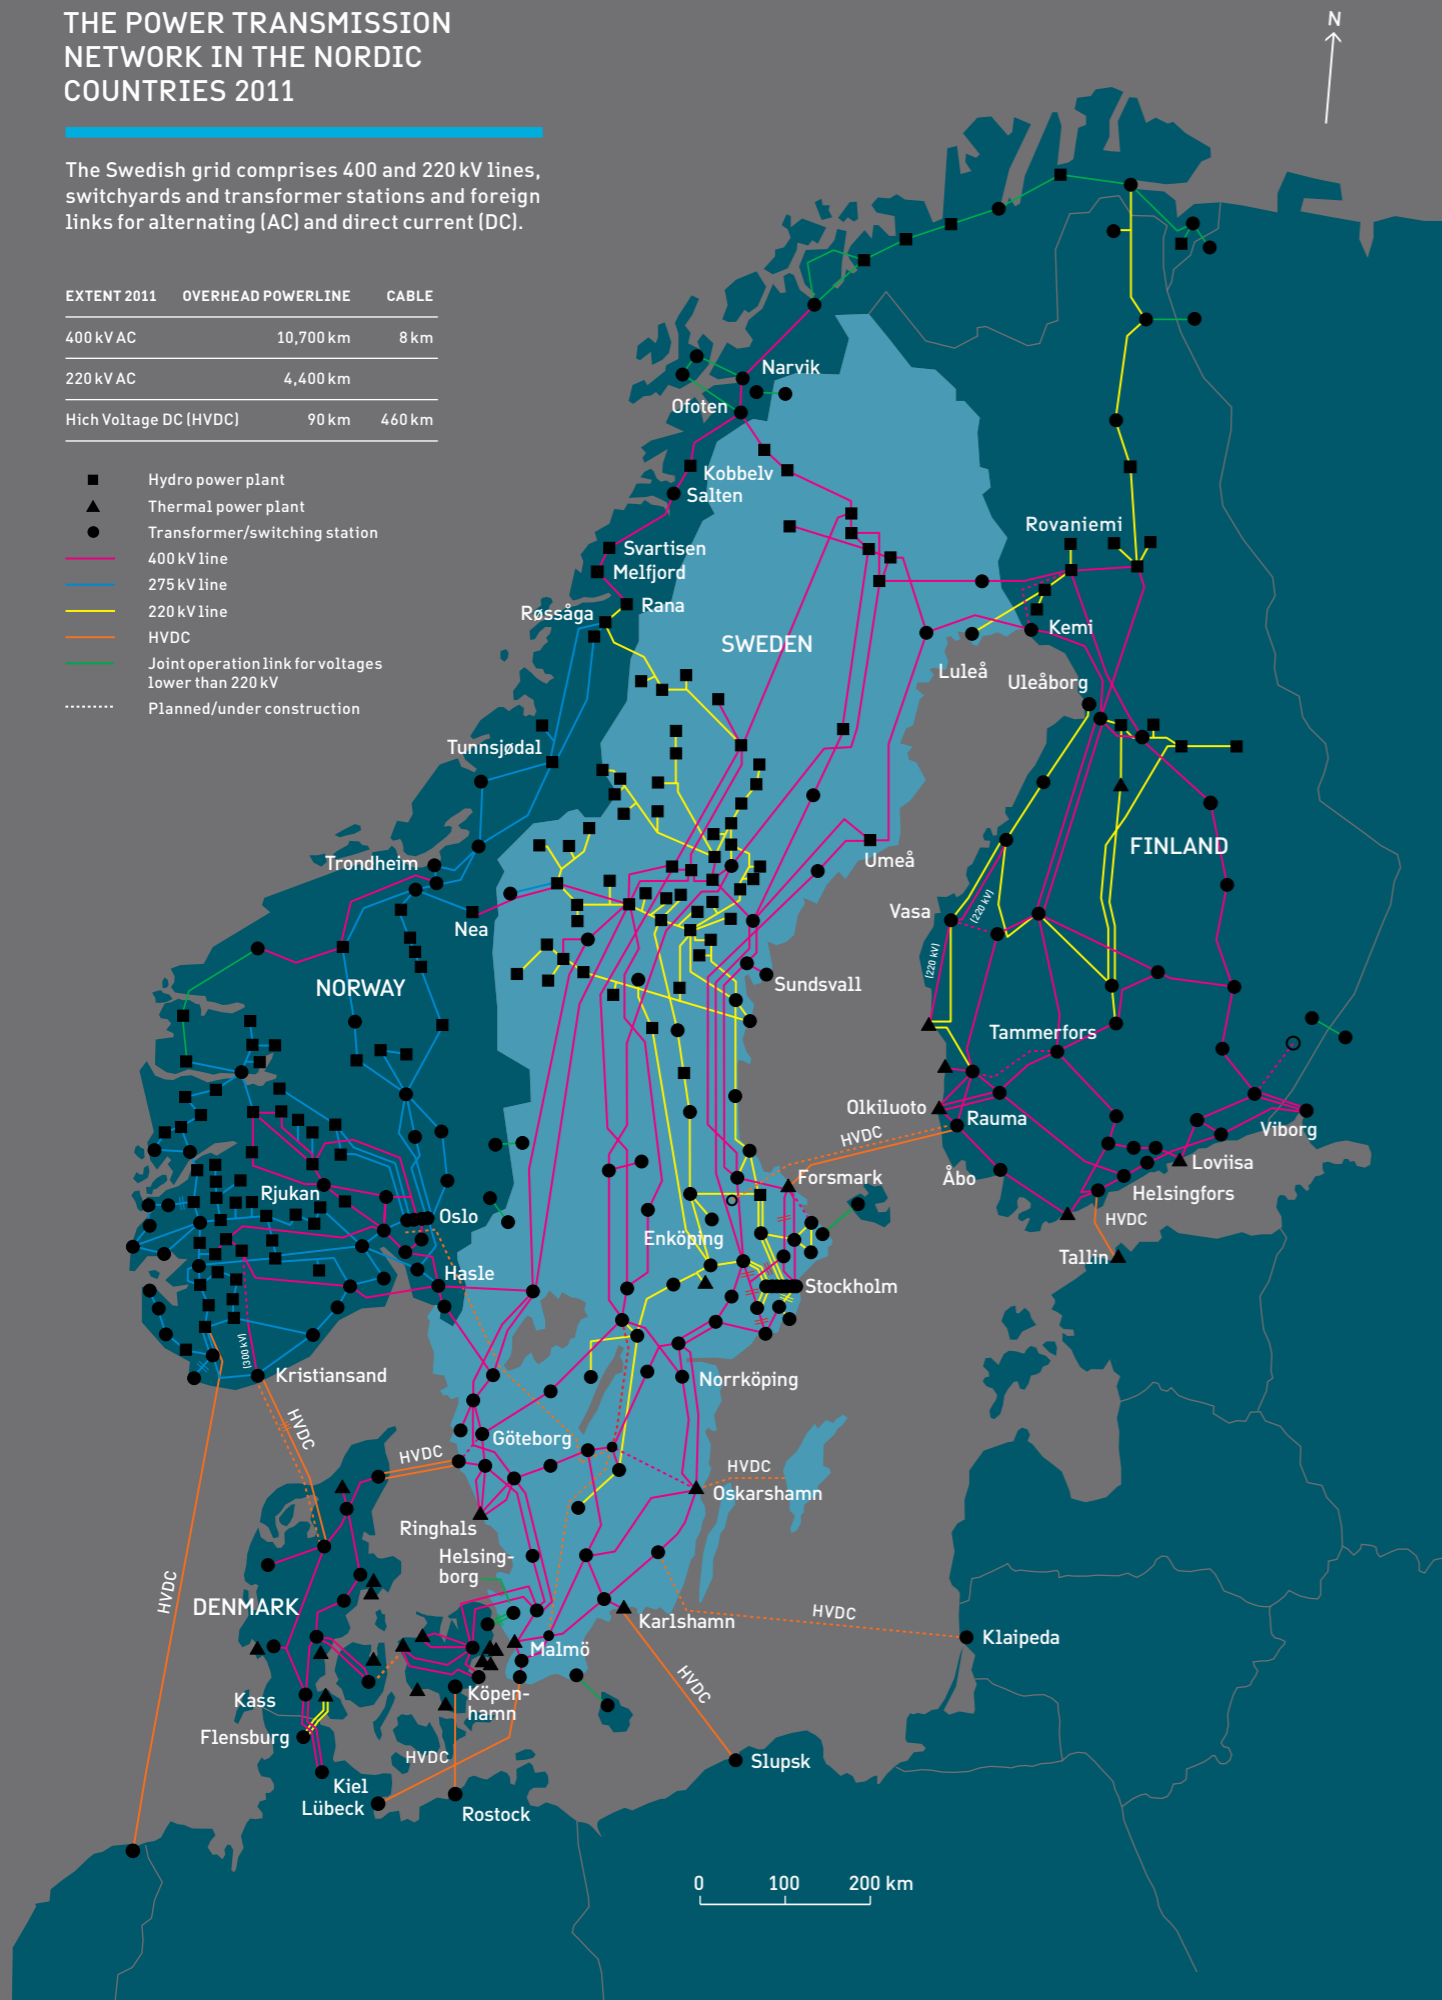 THE POWER TRANSMISSION
NETWORK IN THE NORDIC
COUNTRIES 2011
N
The Swedish grid comprises 400 and 220 kV lines,
switchyards and transformer stations and foreign
links for alternating (AC) and direct current (DC).
EXTENT 2011 OVERHEAD POWERLINE CABLE
400 kV AC 10,700 km 8 km
220 kV AC 4,400 km
Hich Voltage DC (HVDC) 90 km 460 km
Hydro power plant
Thermal power plant
Transformer/switching station
400 kV line
275 kV line
220 kV line
HVDC
Joint operation link for voltages
lower than 220 kV
Planned/under construction
Narvik
Ofoten
Kobbelv
Salten
Svartisen
Melfjord
Rana
Røssåga
Rovaniemi
Kemi
SWEDEN
Luleå
Uleåborg
Tunnsjødal
FINLAND
Trondheim
Umeå
Vasa
(220 kV)
(220 kV)
Nea
NORWAY
Sundsvall
Tammerfors
Olkiluoto
Rauma
HVDC
Viborg
Loviisa
Forsmark
Åbo
Helsingfors
Rjukan
Oslo
HVDC
Enköping
Tallin
Hasle
Stockholm
(300 kV)
Kristiansand
Norrköping
HVDC
Göteborg
HVDC
HVDC
Oskarshamn
Ringhals
Helsing-
borg
HVDC
DENMARK
HVDC
Karlshamn
Klaipeda
Malmö
HVDC
Kass
Köpen-
hamn
Flensburg
HVDC
Slupsk
Kiel
Lübeck
Rostock
0 100 200 km